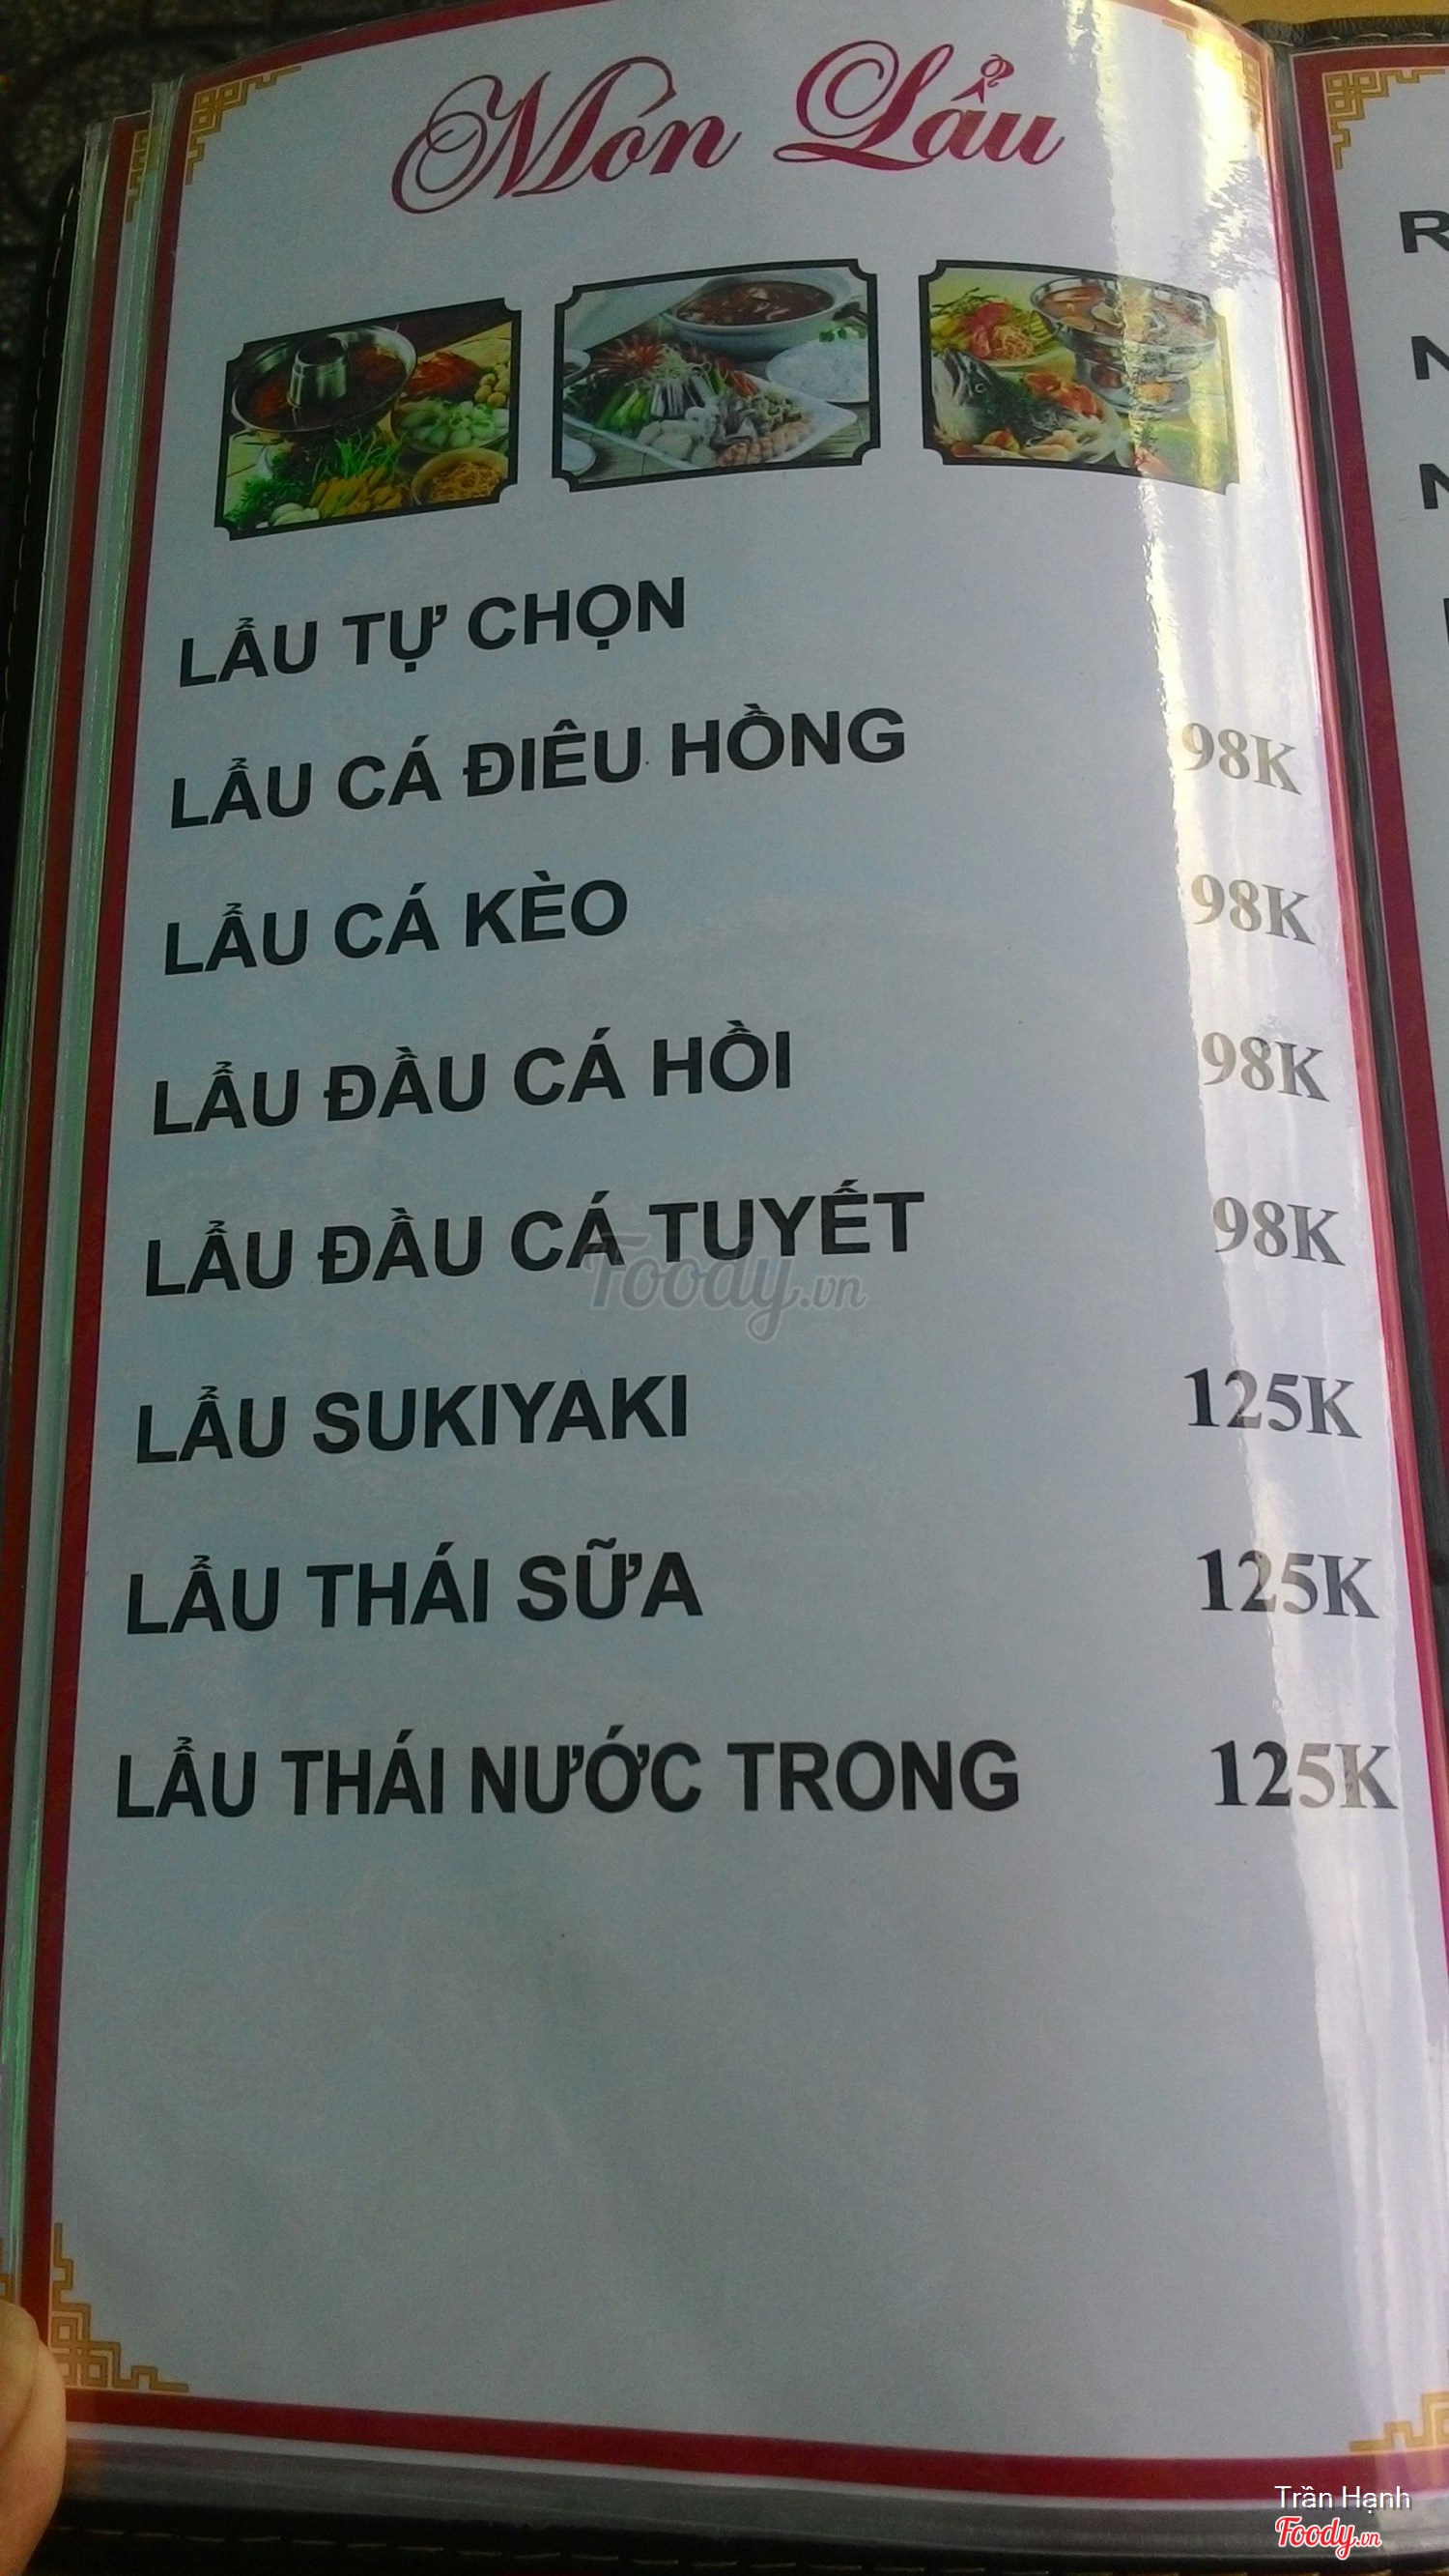 Món Lẩu
LẨU TỰ CHỌN
LẨU CÁ ĐIÊU HỒNG 98K
LẨU CÁ KÈO 98K
LẨU ĐẦU CÁ HỒI 98K
LẨU ĐẦU CÁ TUYẾT 98K
Foody.vn
LẨU SUKIYAKI 125K
LẨU THÁI SỮA 125K
LẨU THÁI NƯỚC TRONG 125K
Trần Hạnh
Foody.vn